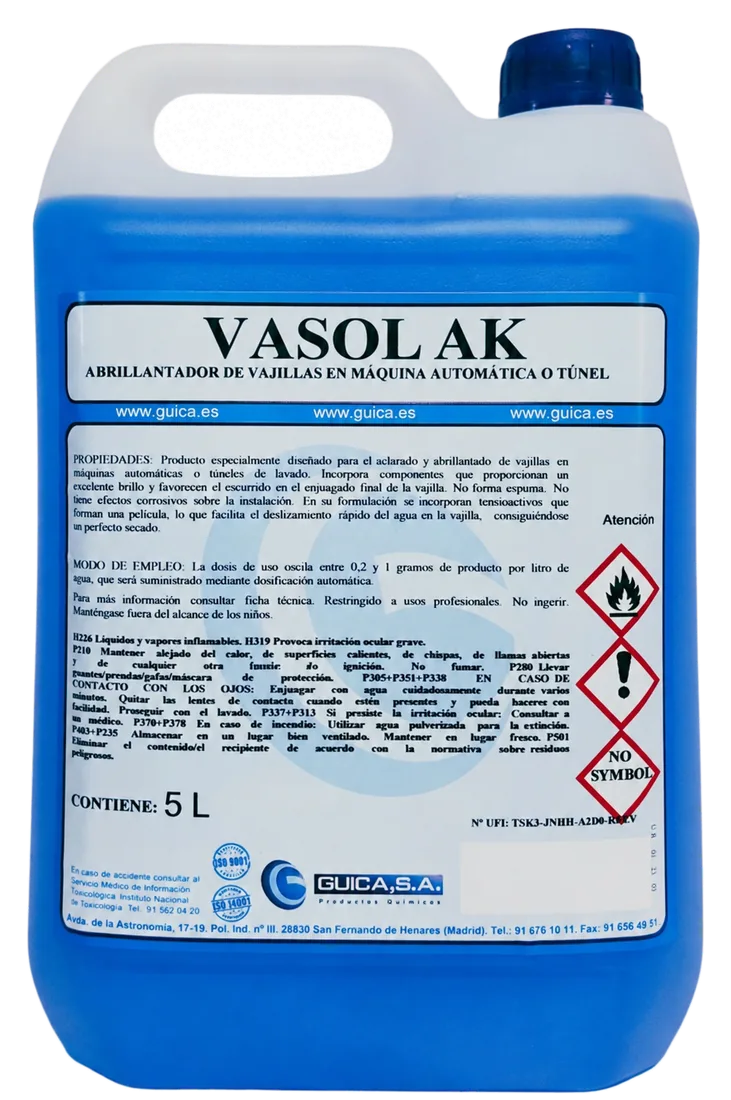 VASOL AK
ABRILLANTADOR DE VAJILLAS EN MÁQUINA AUTOMÁTICA O TÚNEL
www.guica.es www.guica.es www.guica.es
PROPIEDADES: Producto especialmente diseñado para el aclarado y abrillantado de vajillas en
máquinas automáticas o túneles de lavado. Incorpora componentes que proporcionan un
excelente brillo y favorecen el escurrido en el enjuagado final de la vajilla. No forma espuma. No
tiene efectos corrosivos sobre la instalación. En su formulación se incorporan tensioactivos que
forman una película, lo que facilita el deslizamiento rápido del agua en la vajilla, consiguiéndose
un perfecto secado.
Atención
MODO DE EMPLEO: La dosis de uso oscila entre 0,2 y 1 gramos de producto por litro de
agua, que será suministrado mediante dosificación automática.
Para más información consultar ficha técnica. Restringido a usos profesionales. No ingerir.
Manténgase fuera del alcance de los niños.
H226 Líquidos y vapores inflamables. H319 Provoca irritación ocular grave.
P210 Mantener alejado del calor, de superficies calientes, de chispas, de llamas abiertas
y de cualquier otra ignición. No fumar. P280 Llevar
guantes/prendas/gafas/máscara de protección. P305+P351+P338 EN CASO DE
CONTACTO CON LOS OJOS: Enjuagar con agua cuidadosamente durante varios
minutos. Quitar las lentes de contacto cuando estén presentes y pueda hacerse con
facilidad. Proseguir con el lavado. P337+P313 Si persiste la irritación ocular: Consultar a
un médico. P370+P378 En caso de incendio: Utilizar agua pulverizada para la extinción.
P403+P235 Almacenar en un lugar bien ventilado. Mantener en lugar fresco. P501
Eliminar el contenido/el recipiente de acuerdo con la normativa sobre residuos
peligrosos.
NO
SYMBOL
CONTIENE: 5 L
Nº UFI: TSK3-JNHH-A2D0
En caso de accidente consultar al
Servicio Médico de Información
Toxicológica Instituto Nacional
de Toxicología Tel. 91 562 04 20
ISO 9001
ISO 14001
GUICA,S.A.
Productos Químicos
Avda. de la Astronomía, 17-19. Pol. Ind. nº III. 28830 San Fernando de Henares (Madrid). Tel.: 91 676 10 11. Fax: 91 656 49 51